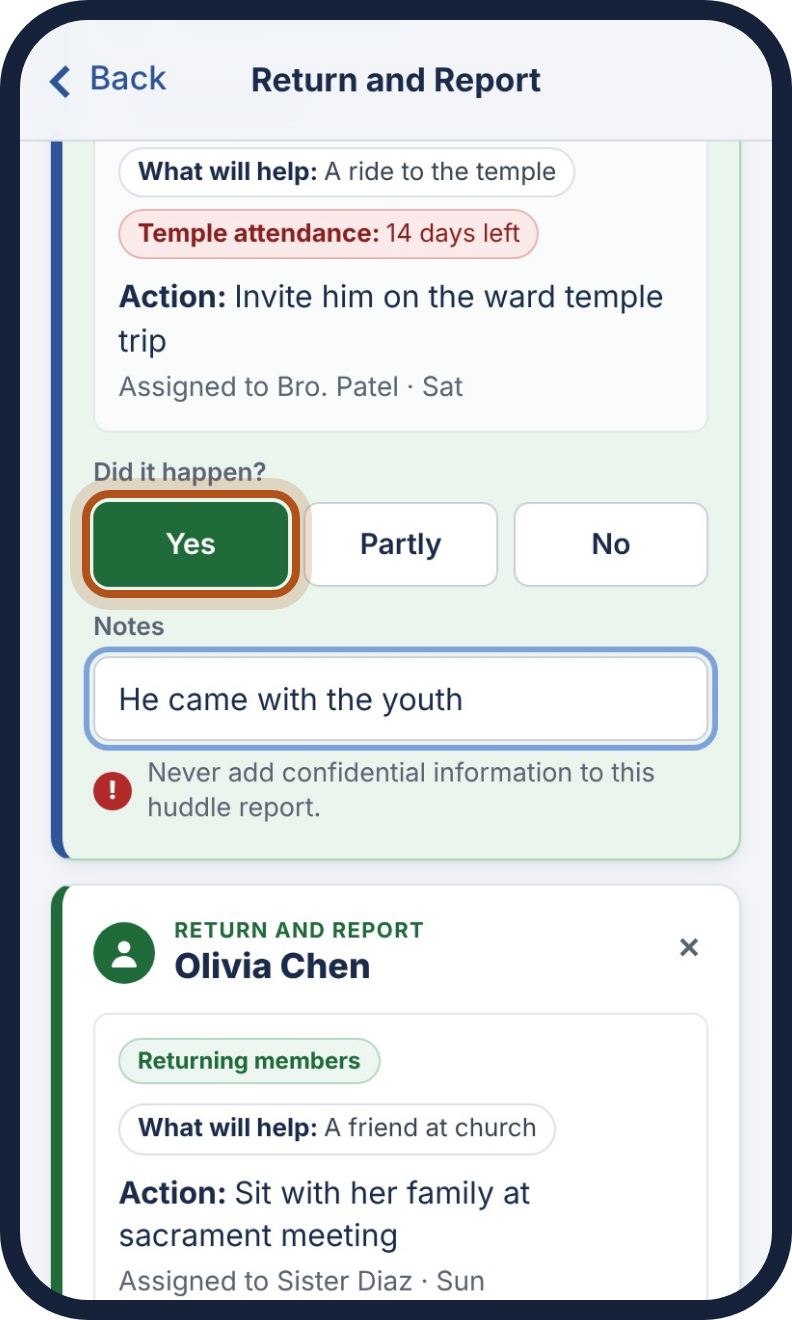 Back
Return and Report
What will help: A ride to the temple
Temple attendance: 14 days left
Action: Invite him on the ward temple
trip
Assigned to Bro. Patel · Sat
Did it happen?
Yes
Partly
No
Notes
He came with the youth
!
Never add confidential information to this
huddle report.
RETURN AND REPORT
Olivia Chen
×
Returning members
What will help: A friend at church
Action: Sit with her family at
sacrament meeting
Assigned to Sister Diaz · Sun